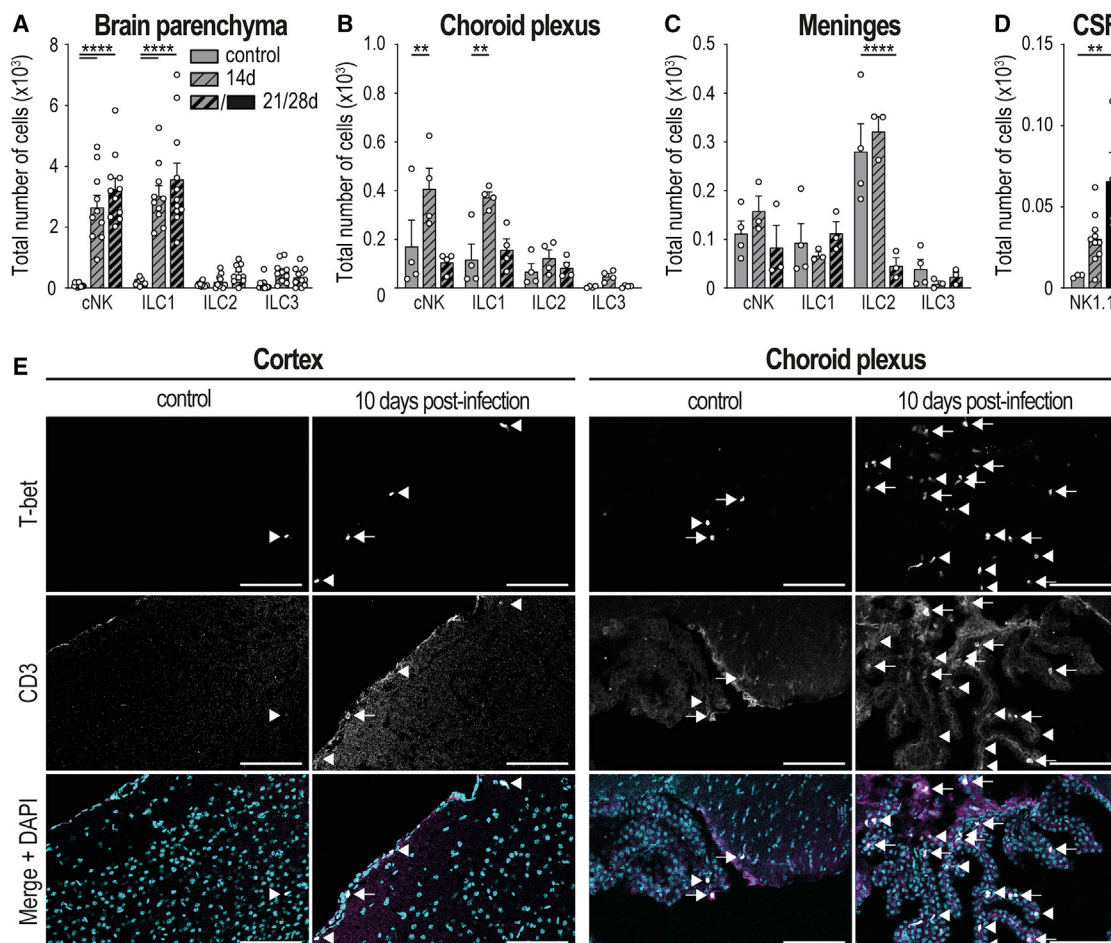 A Brain parenchyma
Total number of cells (x10³)
8
6
4
2
0
****
****
control
14d
/ 21/28d
cNK ILC1 ILC2 ILC3
B Choroid plexus
Total number of cells (x10³)
1.0
0.8
0.6
0.4
0.2
0
** **
cNK ILC1 ILC2 ILC3
C Meninges
Total number of cells (x10³)
0.5
0.4
0.3
0.2
0.1
0
****
cNK ILC1 ILC2 ILC3
D CSF
Total number of cells (x10³)
0.15
0.10
0.05
0
**
NK1.1
E
Cortex Choroid plexus
control 10 days post-infection control 10 days post-infection
T-bet
CD3
Merge + DAPI